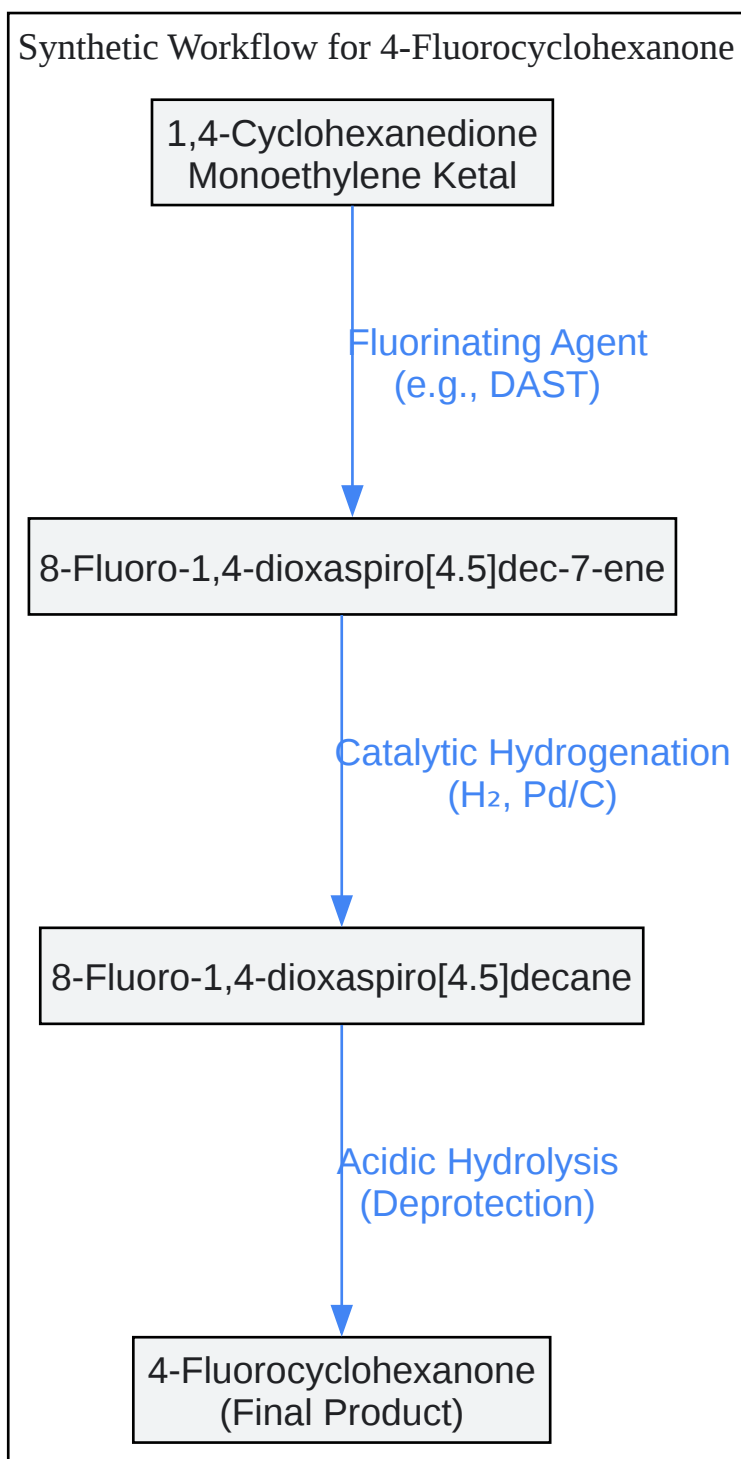 Synthetic Workflow for 4-Fluorocyclohexanone
1,4-Cyclohexanedione
Monoethylene Ketal
Fluorinating Agent
(e.g., DAST)
8-Fluoro-1,4-dioxaspiro[4.5]dec-7-ene
Catalytic Hydrogenation
(H₂, Pd/C)
8-Fluoro-1,4-dioxaspiro[4.5]decane
Acidic Hydrolysis
(Deprotection)
4-Fluorocyclohexanone
(Final Product)